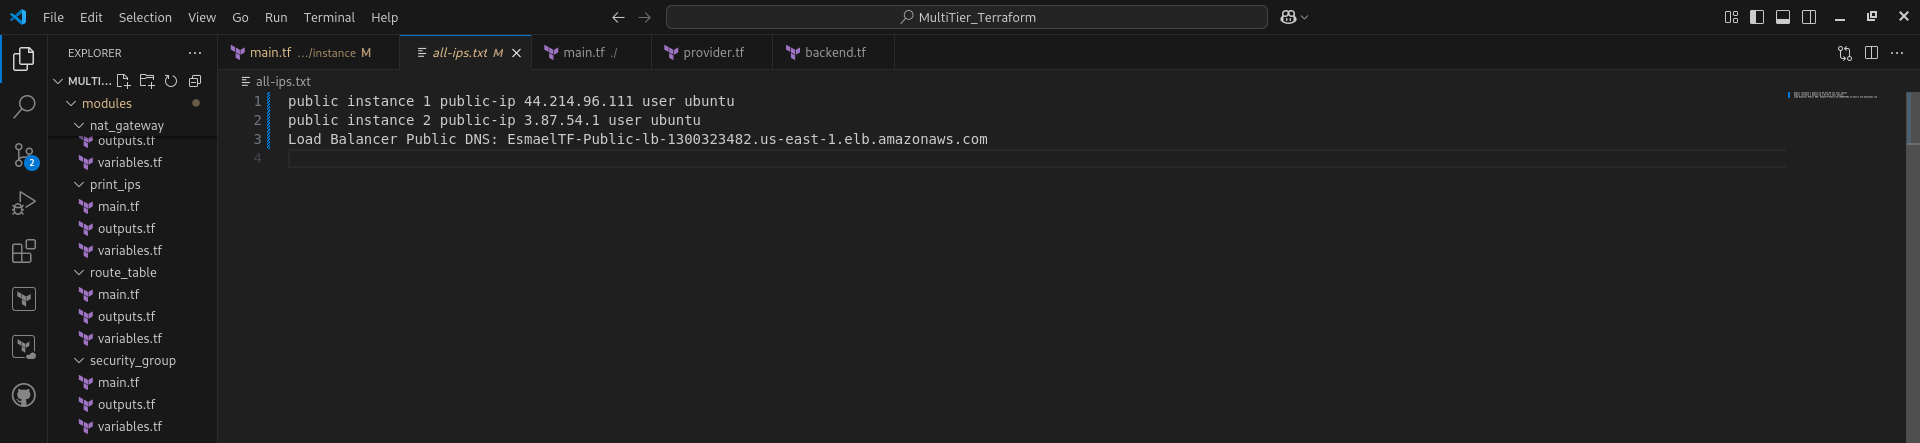 File Edit Selection View Go Run Terminal Help
MultiTier_Terraform
EXPLORER
MULTI...
modules
nat_gateway
outputs.tf
variables.tf
print_ips
main.tf
outputs.tf
variables.tf
route_table
main.tf
outputs.tf
variables.tf
security_group
main.tf
outputs.tf
variables.tf
2
main.tf .../instance M
all-ips.txt M
main.tf ./
provider.tf
backend.tf
all-ips.txt
1 public instance 1 public-ip 44.214.96.111 user ubuntu
2 public instance 2 public-ip 3.87.54.1 user ubuntu
3 Load Balancer Public DNS: EsmaelTF-Public-lb-1300323482.us-east-1.elb.amazonaws.com
4